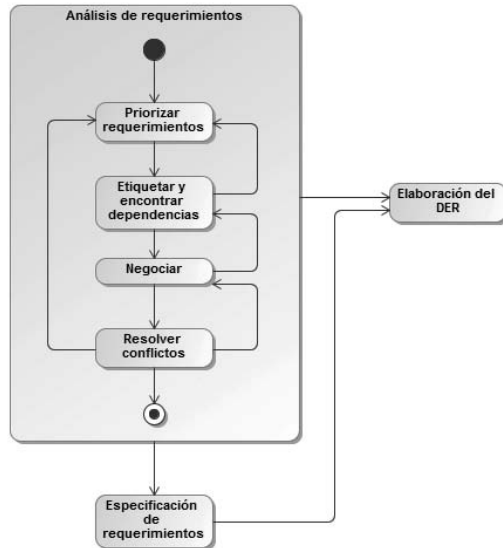 Análisis de requerimientos
Priorizar
requerimientos
Etiquetar y
encontrar
dependencias
Negociar
Resolver
conflictos
Elaboración del
DER
Especificación
de
requerimientos